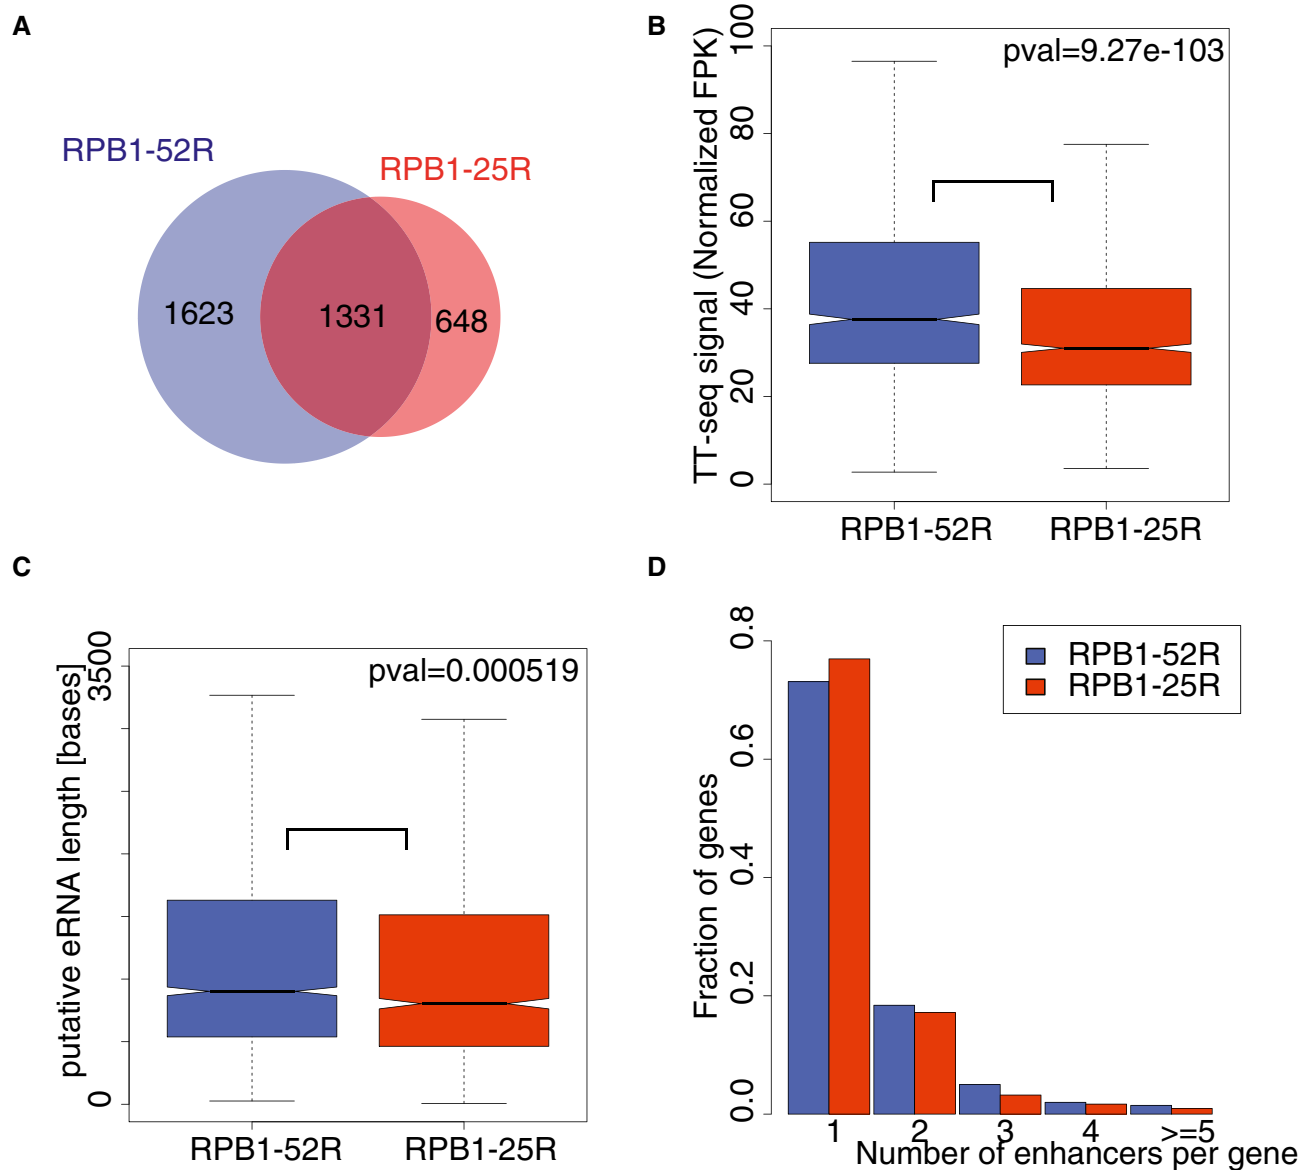 A
RPB1-52R
RPB1-25R
1623
1331
648
B
TT-seq signal (Normalized FPK)
100
80
60
40
20
0
pval=9.27e-103
RPB1-52R
RPB1-25R
C
putative eRNA length [bases]
3500
0
pval=0.000519
RPB1-52R
RPB1-25R
D
Fraction of genes
0.8
0.6
0.4
0.2
0.0
RPB1-52R
RPB1-25R
1 2 3 4 >=5
Number of enhancers per gene